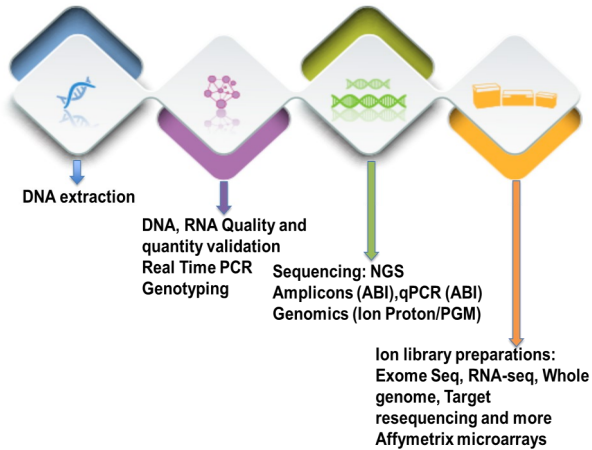 DNA extraction
DNA, RNA Quality and
quantity validation
Real Time PCR
Genotyping
Sequencing: NGS
Amplicons (ABI),qPCR (ABI)
Genomics (Ion Proton/PGM)
Ion library preparations:
Exome Seq, RNA-seq, Whole
genome, Target
resequencing and more
Affymetrix microarrays